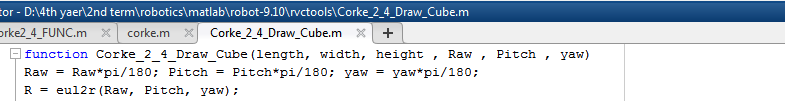 tor - D:\4th yaer\2nd term\robotics\matlab\robot-9.10\rvctools\Corke_2_4_Draw_Cube.m
orke2_4_FUNC.m × corke.m × Corke_2_4_Draw_Cube.m × +
function Corke_2_4_Draw_Cube(length, width, height , Raw , Pitch , yaw)
Raw = Raw*pi/180; Pitch = Pitch*pi/180; yaw = yaw*pi/180;
R = eul2r(Raw, Pitch, yaw);